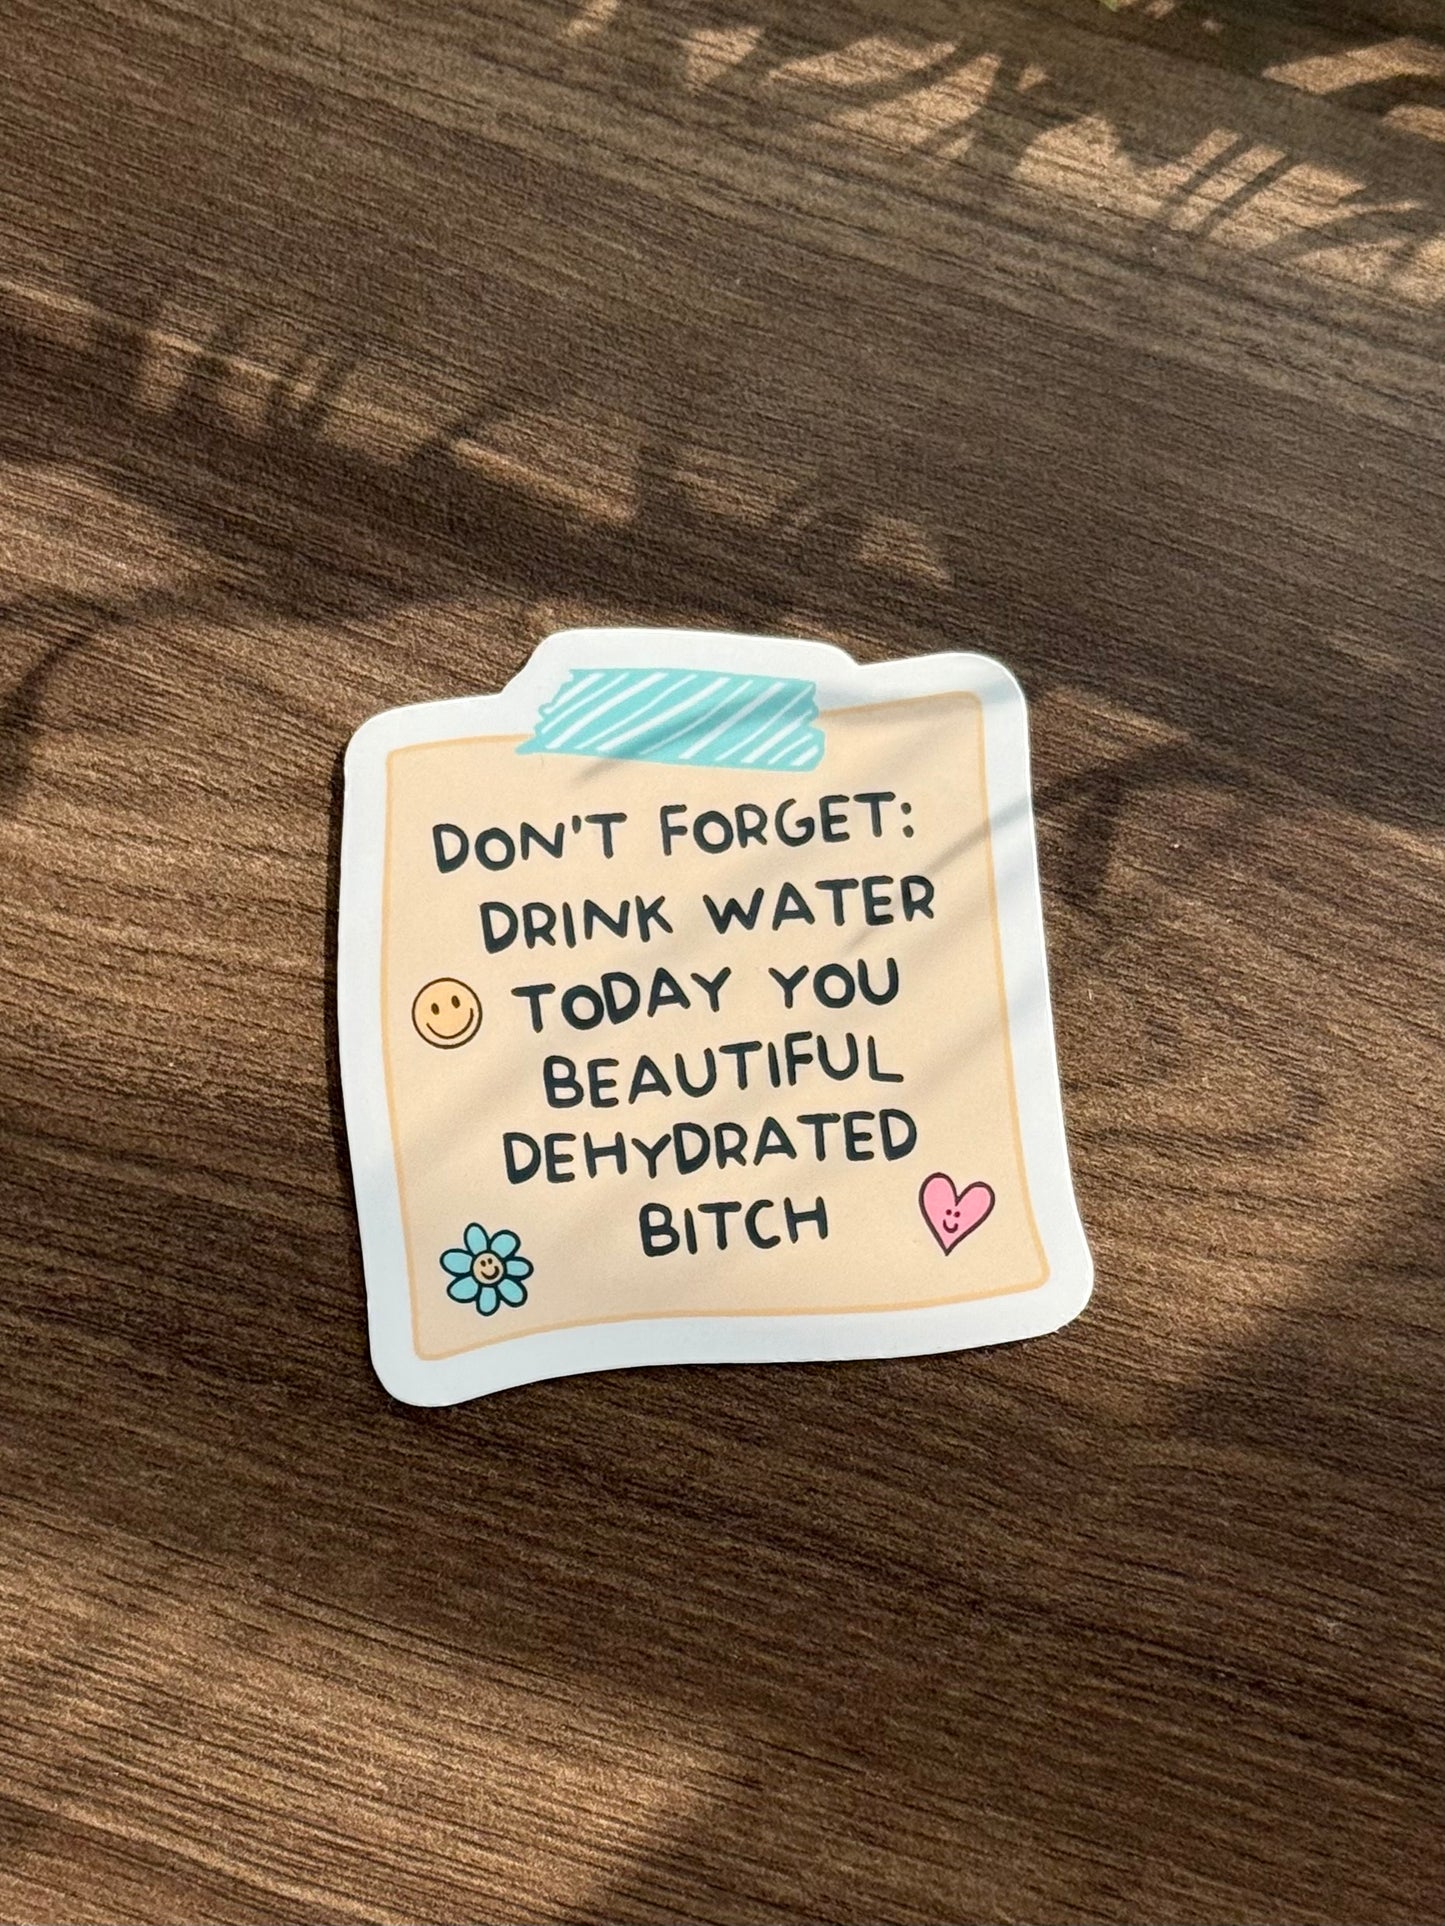 DON'T FORGET:
DRINK WATER
TODAY YOU
BEAUTIFUL
DEHYDRATED
BITCH